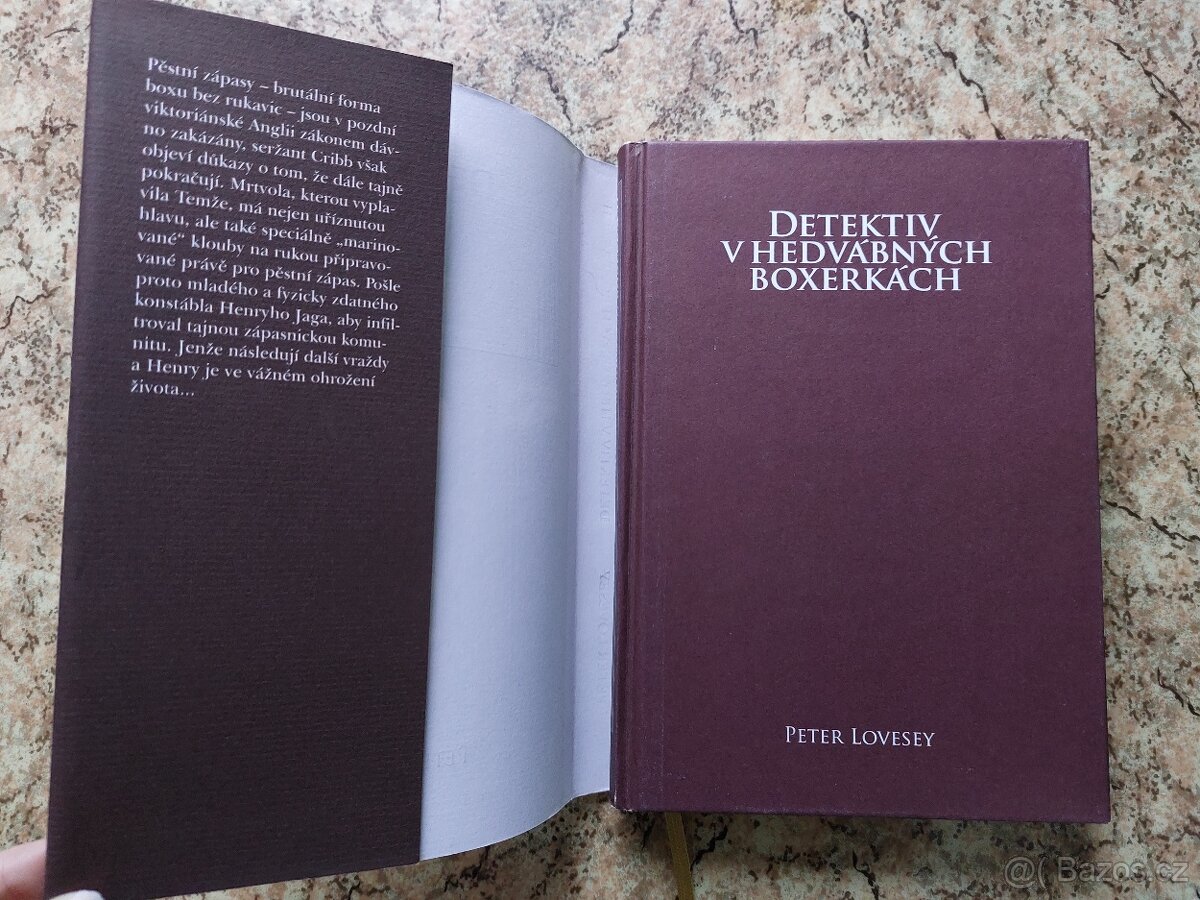 Pěstní zápasy – brutální forma
boxu bez rukavic – jsou v pozdní
viktoriánské Anglii zákonem dáv-
no zakázány, seržant Cribb však
objeví důkazy o tom, že dále tajně
pokračují. Mrtvola, kterou vypla-
vila Temže, má nejen uříznutou
hlavu, ale také speciálně „marino-
vané“ klouby na rukou připravo-
vané právě pro pěstní zápas. Pošle
proto mladého a fyzicky zdatného
konstábla Henryho Jaga, aby infil-
troval tajnou zápasnickou komu-
nitu. Jenže následují další vraždy
a Henry je ve vážném ohrožení
života...
DETEKTIV
V HEDVÁBNÝCH
BOXERKÁCH
PETER LOVESEY
@( Bazos.cz